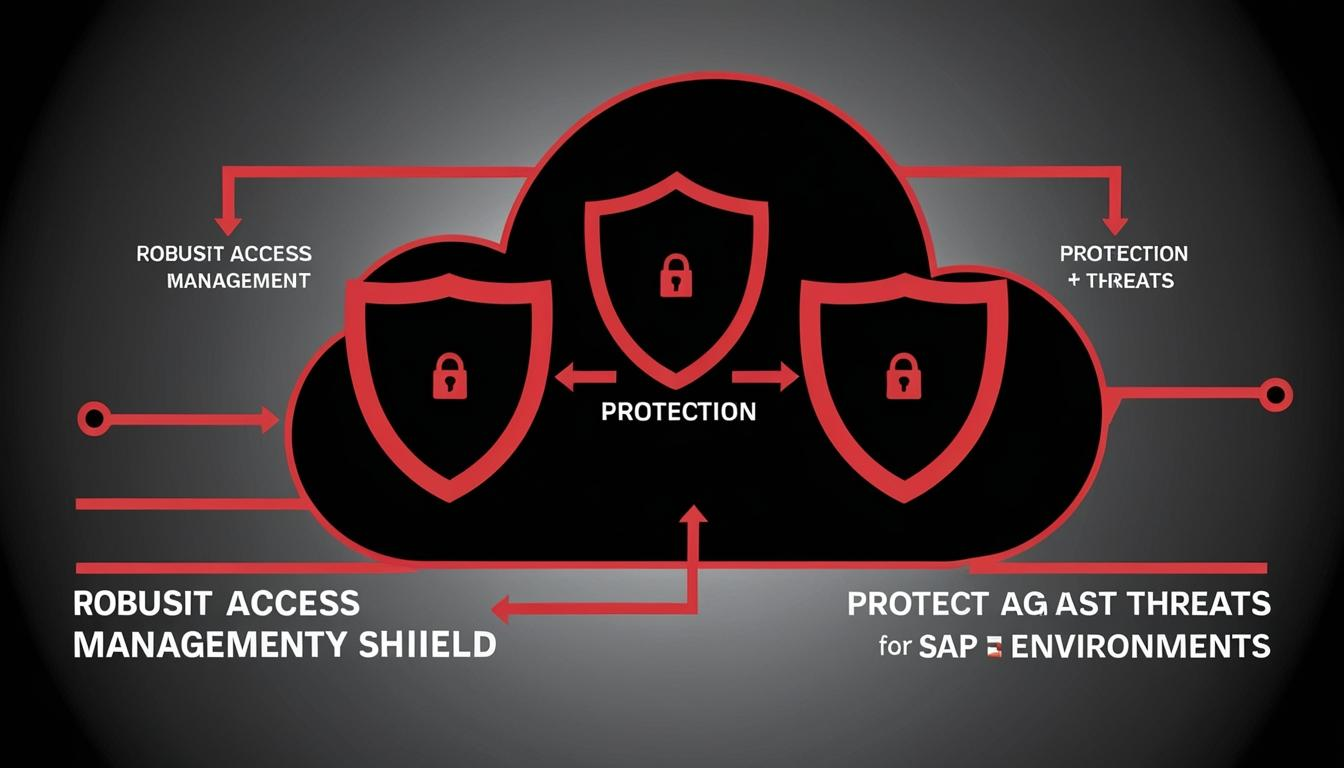 ROBUSIT ACCESS
MANAGEMENT
PROTECTION
+ THREATS
PROTECTION
ROBUSIT ACCESS
MANAGEMENTY SHIIELD
PROTECT AG AST THREATS
for SAP ENVIRONMENTS